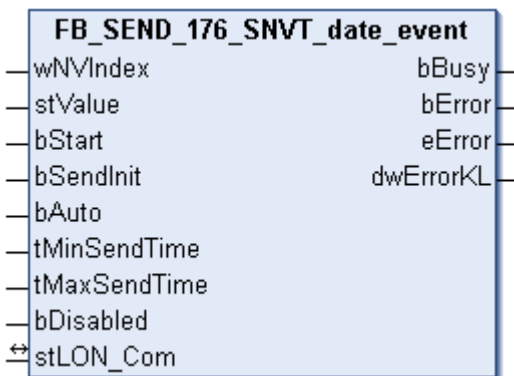 FB_SEND_176_SNVT_date_event
wNVIndex bBusy
stValue bError
bStart eError
bSendInit dwErrorKL
bAuto
tMinSendTime
tMaxSendTime
bDisabled
stLON_Com